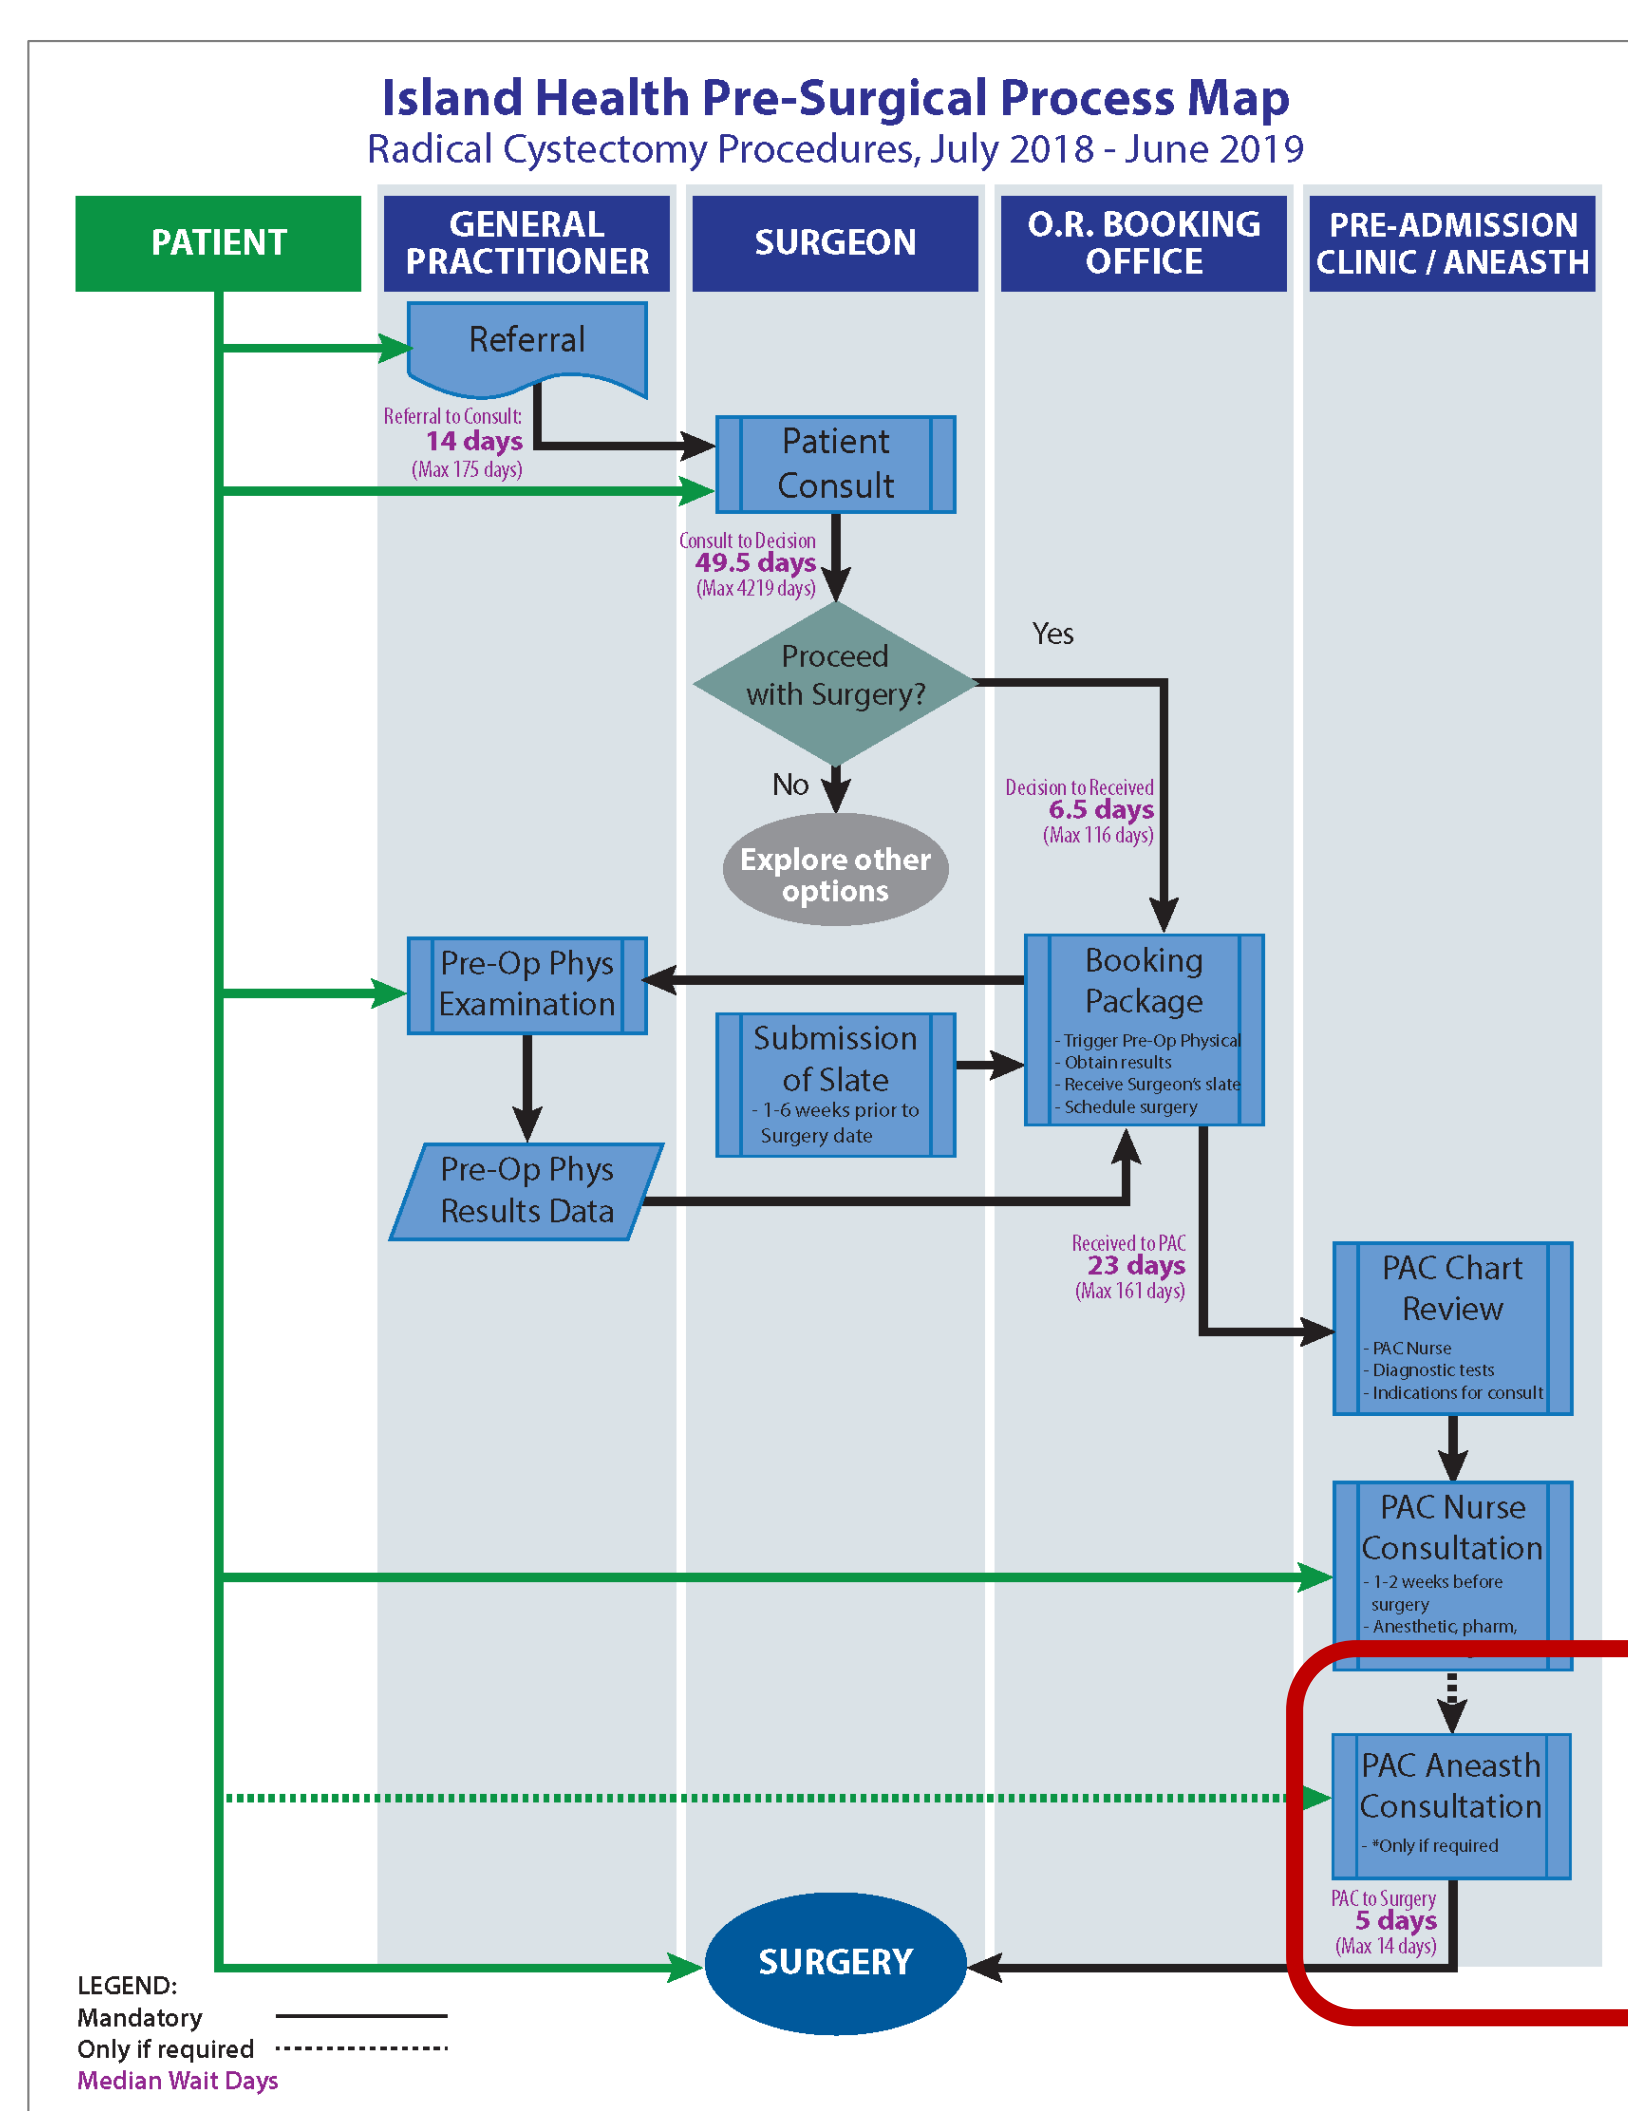 Island Health Pre-Surgical Process Map
Radical Cystectomy Procedures, July 2018 - June 2019
PATIENT
GENERAL
PRACTITIONER
SURGEON
O.R. BOOKING
OFFICE
PRE-ADMISSION
CLINIC / ANEASTH
Referral
Referral to Consult:
14 days
(Max 175 days)
Patient
Consult
Consult to Decision
49.5 days
(Max 4219 days)
Proceed
with Surgery?
Yes
No
Explore other
options
Decision to Received
6.5 days
(Max 116 days)
Pre-Op Phys
Examination
Booking
Package
- Trigger Pre-Op Physical
- Obtain results
- Receive Surgeon's slate
- Schedule surgery
Submission
of Slate
- 1-6 weeks prior to
Surgery date
Pre-Op Phys
Results Data
Received to PAC
23 days
(Max 161 days)
PAC Chart
Review
- PAC Nurse
- Diagnostic tests
- Indications for consult
PAC Nurse
Consultation
- 1-2 weeks before
surgery
- Anesthetic, pharm,
PAC Aneasth
Consultation
- *Only if required
PAC to Surgery
5 days
(Max 14 days)
SURGERY
LEGEND:
Mandatory
Only if required
Median Wait Days